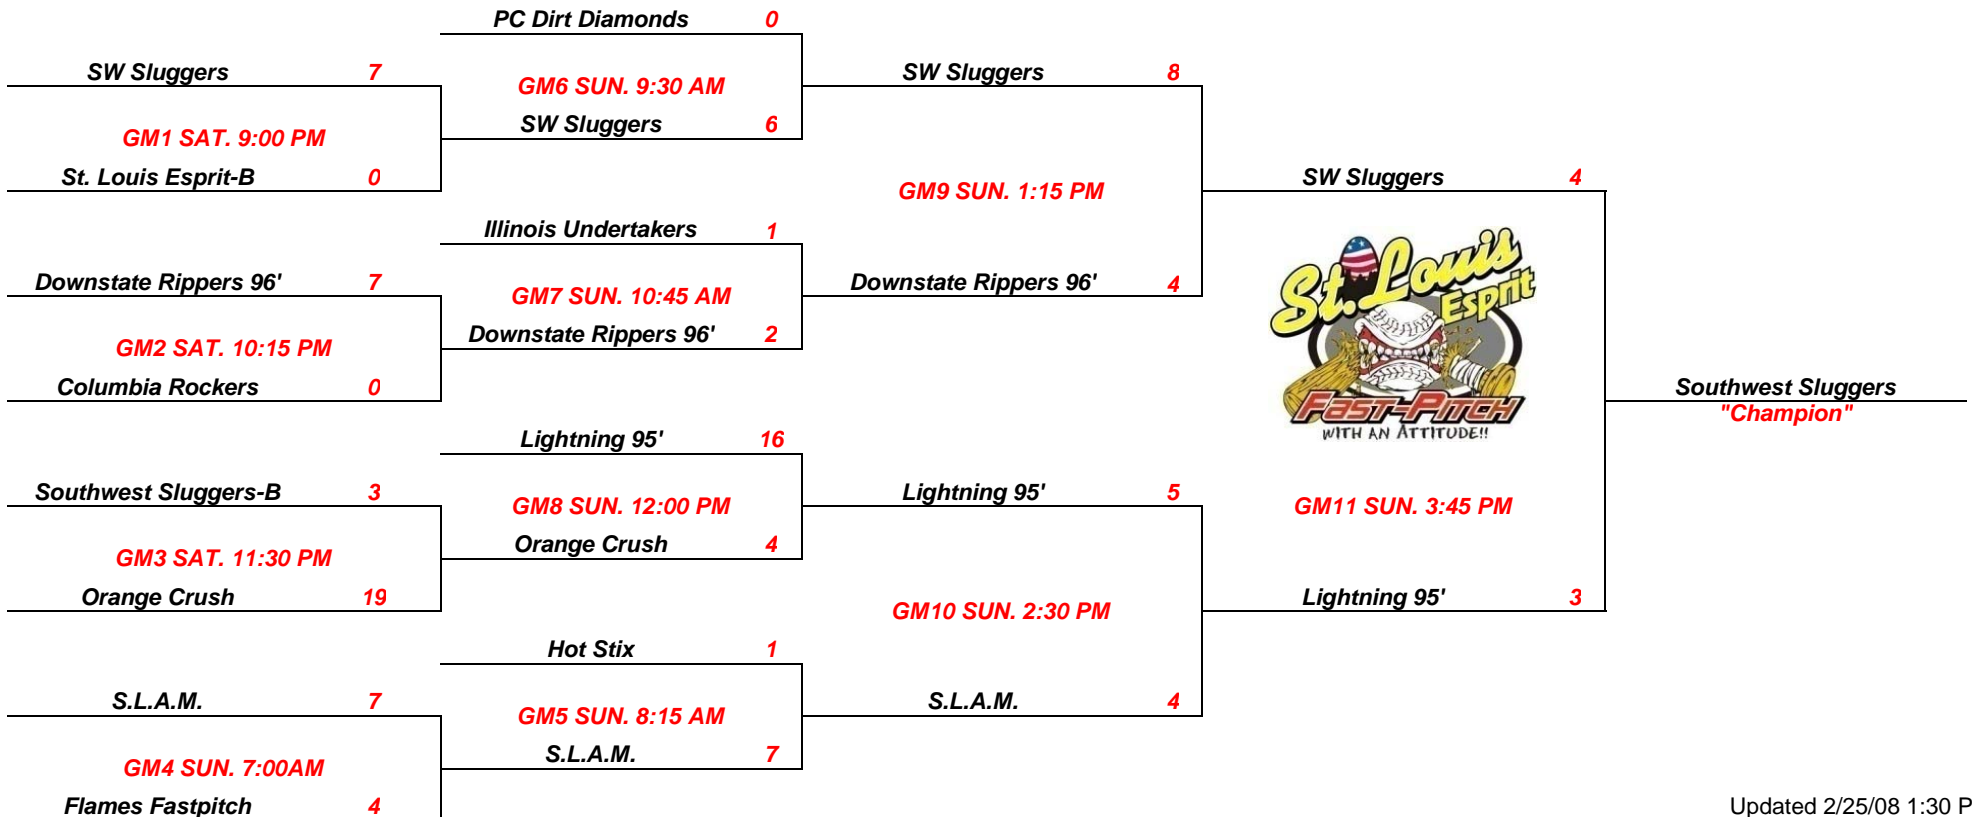 PC Dirt Diamonds 0
SW Sluggers 7
GM6 SUN. 9:30 AM
SW Sluggers 8
GM1 SAT. 9:00 PM
SW Sluggers 6
St. Louis Esprit-B 0
GM9 SUN. 1:15 PM
SW Sluggers 4
Illinois Undertakers 1
Downstate Rippers 96' 7
GM7 SUN. 10:45 AM
Downstate Rippers 96' 4
St. Louis
Esprit
GM2 SAT. 10:15 PM
Downstate Rippers 96' 2
Columbia Rockers 0
Fast-Pitch
with an Attitude!!
Southwest Sluggers
"Champion"
Lightning 95' 16
Southwest Sluggers-B 3
GM8 SUN. 12:00 PM
Lightning 95' 5
GM11 SUN. 3:45 PM
GM3 SAT. 11:30 PM
Orange Crush 4
Orange Crush 19
GM10 SUN. 2:30 PM
Lightning 95' 3
Hot Stix 1
S.L.A.M. 7
GM5 SUN. 8:15 AM
S.L.A.M. 4
GM4 SUN. 7:00AM
S.L.A.M. 7
Flames Fastpitch 4
Updated 2/25/08 1:30 P